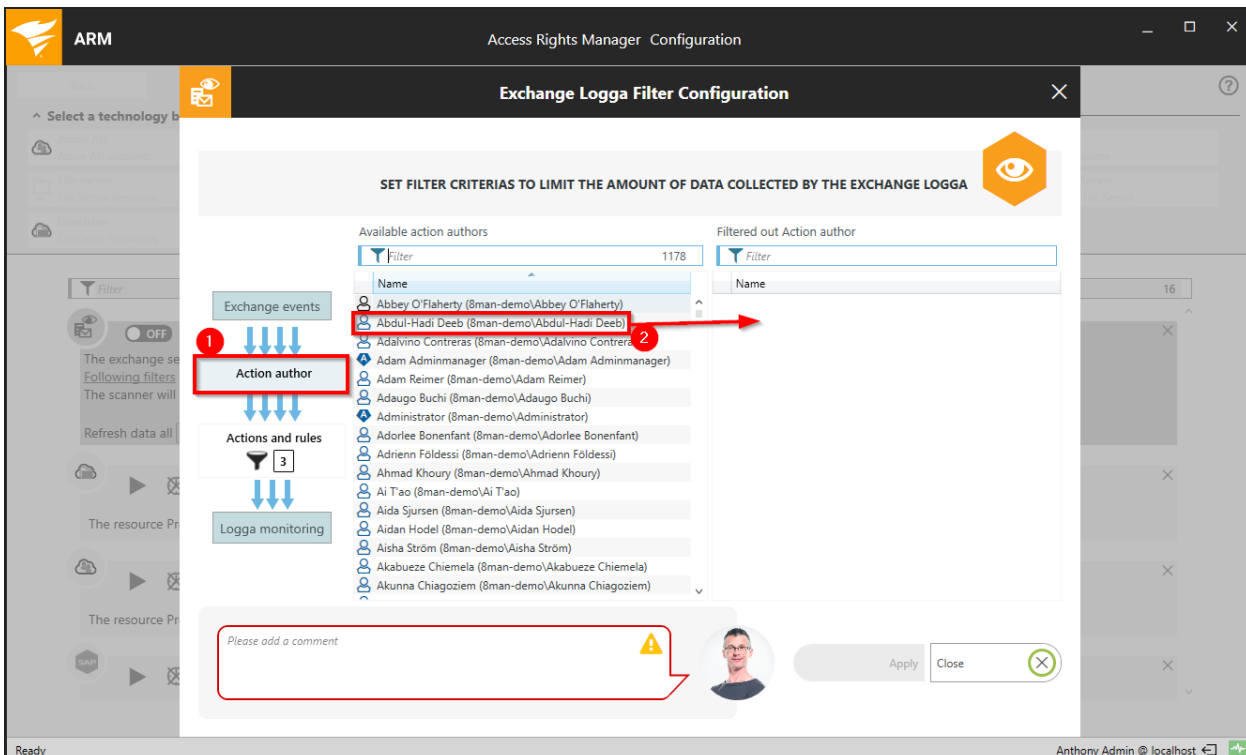 ARM
Access Rights Manager Configuration
Exchange Logga Filter Configuration
^ Select a technology b
SET FILTER CRITERIAS TO LIMIT THE AMOUNT OF DATA COLLECTED BY THE EXCHANGE LOGGA
Available action authors
Filtered out Action author
Filter 1178
Filter
Name
Name
Abbey O'Flaherty (8man-demo\Abbey O'Flaherty)
Abdul-Hadi Deeb (8man-demo\Abdul-Hadi Deeb)
Adalvino Contreras (8man-demo\Adalvino Contrera
Adam Adminmanager (8man-demo\Adam Adminmanager)
Adam Reimer (8man-demo\Adam Reimer)
Adaugo Buchi (8man-demo\Adaugo Buchi)
Administrator (8man-demo\Administrator)
Adorlee Bonenfant (8man-demo\Adorlee Bonenfant)
Adrienn Földessi (8man-demo\Adrienn Földessi)
Ahmad Khoury (8man-demo\Ahmad Khoury)
Ai T'ao (8man-demo\Ai T'ao)
Aida Sjursen (8man-demo\Aida Sjursen)
Aidan Hodel (8man-demo\Aidan Hodel)
Aisha Ström (8man-demo\Aisha Ström)
Akabueze Chiemela (8man-demo\Akabueze Chiemela)
Akunna Chiagoziem (8man-demo\Akunna Chiagoziem)
Exchange events
1
2
Action author
Actions and rules
3
Logga monitoring
Filter
16
OFF
The exchange se
Following filters
The scanner will
Refresh data all
The resource Pr
The resource Pr
SAP
Please add a comment
Apply
Close
Ready
Anthony Admin @ localhost